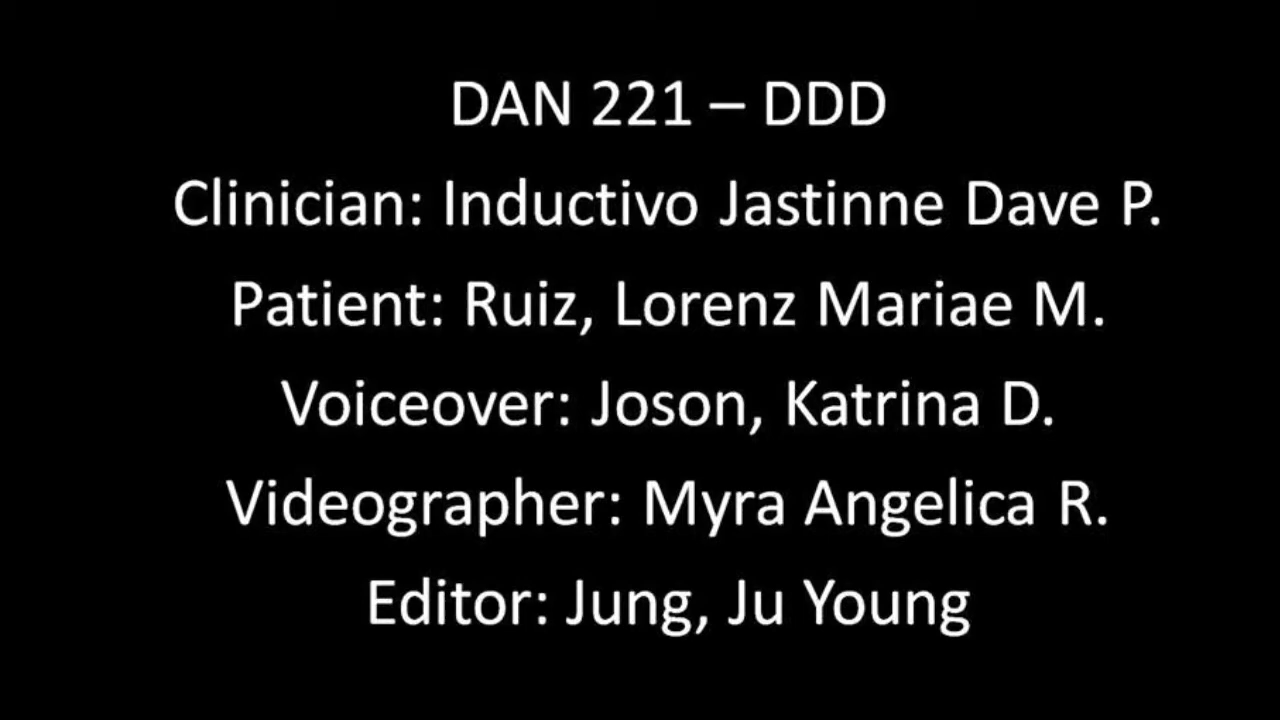 DAN 221 – DDD
Clinician: Inductivo Jastinne Dave P.
Patient: Ruiz, Lorenz Mariae M.
Voiceover: Joson, Katrina D.
Videographer: Myra Angelica R.
Editor: Jung, Ju Young